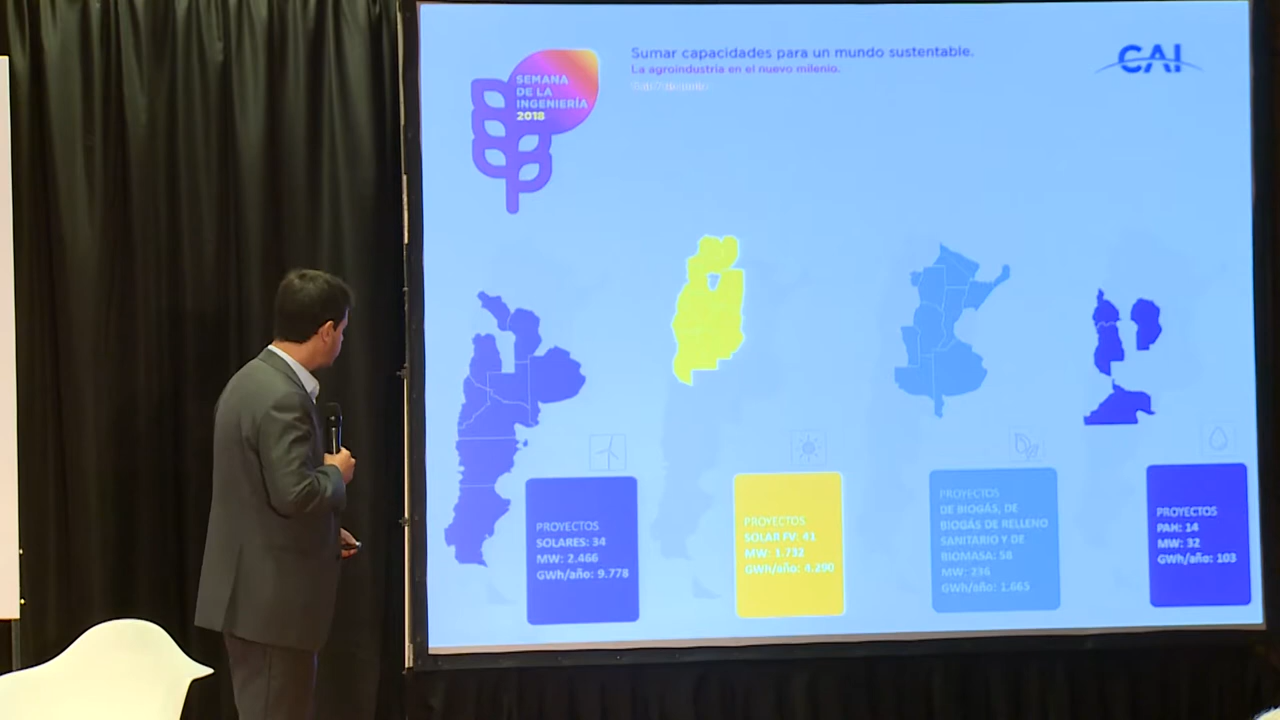 Sumar capacidades para un mundo sustentable.
La agroindustria en el nuevo milenio.
CAI
SEMANA
DE LA
INGENIERÍA
2018
PROYECTOS
SOLARES: 34
MW: 2.466
GWh/año: 9.778
PROYECTOS
SOLAR FV: 41
MW: 1.732
GWh/año: 4.290
PROYECTOS
DE BIOGÁS, DE
BIOGÁS DE RELLENO
SANITARIO Y DE
BIOMASA: 58
MW: 236
GWh/año: 1.665
PROYECTOS
PAH: 14
MW: 32
GWh/año: 103